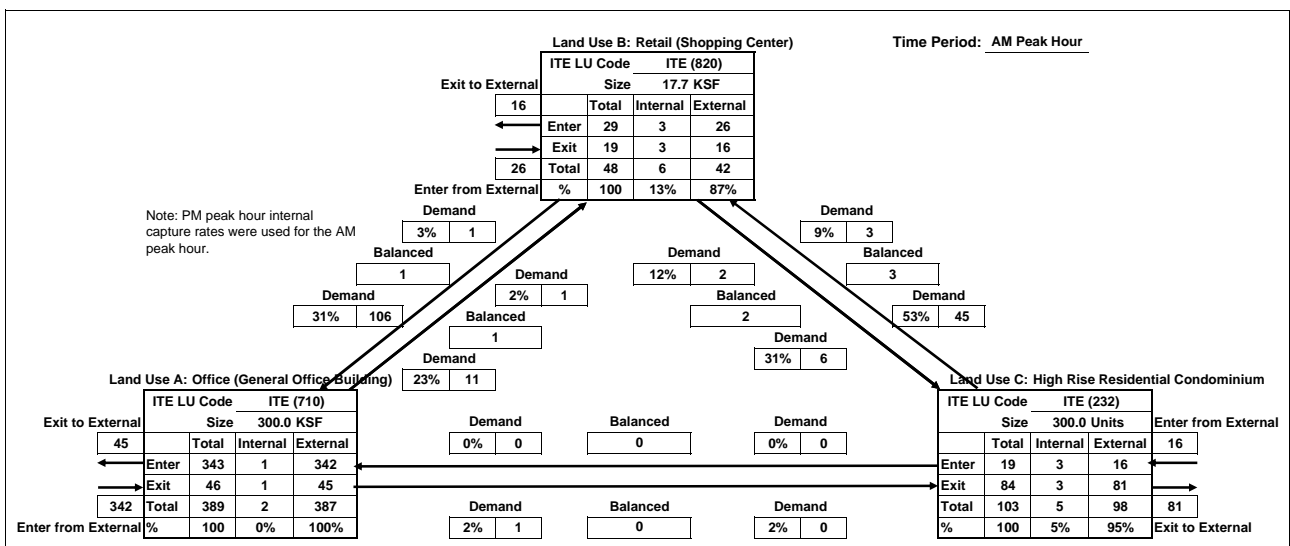 Land Use B: Retail (Shopping Center)
Time Period: AM Peak Hour
ITE LU Code ITE (820)
Exit to External Size 17.7 KSF
16 Total Internal External
Enter 29 3 26
Exit 19 3 16
26 Total 48 6 42
Enter from External % 100 13% 87%
Note: PM peak hour internal
capture rates were used for the AM
peak hour.
Demand
3% 1
Balanced
1
Demand
31% 106
Demand
2% 1
Balanced
1
Demand
23% 11
Demand
12% 2
Balanced
2
Demand
31% 6
Demand
9% 3
Balanced
3
Demand
53% 45
Land Use A: Office (General Office Building)
ITE LU Code ITE (710)
Exit to External Size 300.0 KSF
45 Total Internal External
Enter 343 1 342
Exit 46 1 45
342 Total 389 2 387
Enter from External % 100 0% 100%
Demand Balanced Demand
0% 0 0 0% 0
Demand Balanced Demand
2% 1 0 2% 0
Land Use C: High Rise Residential Condominium
ITE LU Code ITE (232)
Size 300.0 Units Enter from External
Total Internal External 16
Enter 19 3 16
Exit 84 3 81
Total 103 5 98 81
% 100 5% 95% Exit to External